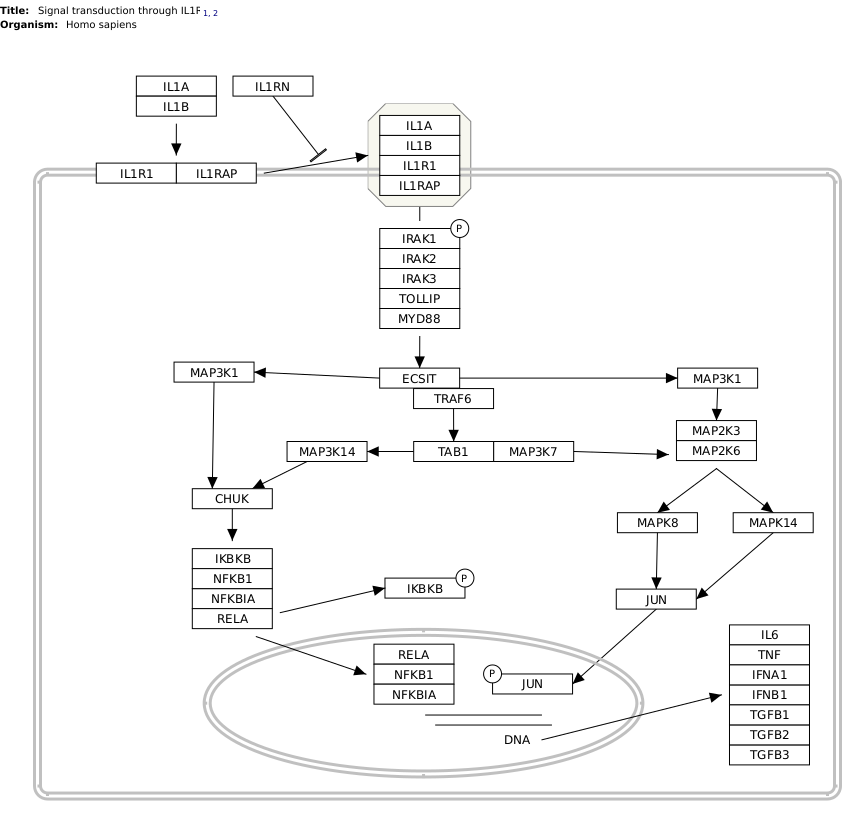 Title: Signal transduction through IL1R 1, 2
Organism: Homo sapiens
IL1A
IL1B
IL1RN
IL1R1 IL1RAP
IL1A
IL1B
IL1R1
IL1RAP
P
IRAK1
IRAK2
IRAK3
TOLLIP
MYD88
MAP3K1
ECSIT
MAP3K1
TRAF6
MAP2K3
MAP2K6
MAP3K14
TAB1 MAP3K7
CHUK
MAPK8
MAPK14
IKBKB
NFKB1
NFKBIA
RELA
P
IKBKB
JUN
RELA
NFKB1
NFKBIA
P
JUN
DNA
IL6
TNF
IFNA1
IFNB1
TGFB1
TGFB2
TGFB3